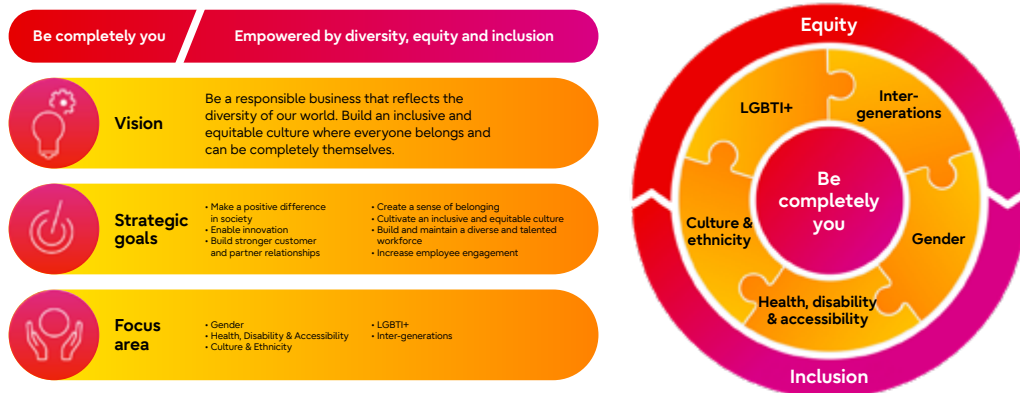 Be completely you
Empowered by diversity, equity and inclusion
Vision
Be a responsible business that reflects the
diversity of our world. Build an inclusive and
equitable culture where everyone belongs and
can be completely themselves.
Strategic
goals
• Make a positive difference
in society
• Enable innovation
• Build stronger customer
and partner relationships
• Create a sense of belonging
• Cultivate an inclusive and equitable culture
• Build and maintain a diverse and talented
workforce
• Increase employee engagement
Focus
area
• Gender
• Health, Disability & Accessibility
• Culture & Ethnicity
• LGBTI+
• Inter-generations
Equity
LGBTI+
Inter-
generations
Be
completely
you
Culture &
ethnicity
Gender
Health, disability
& accessibility
Inclusion